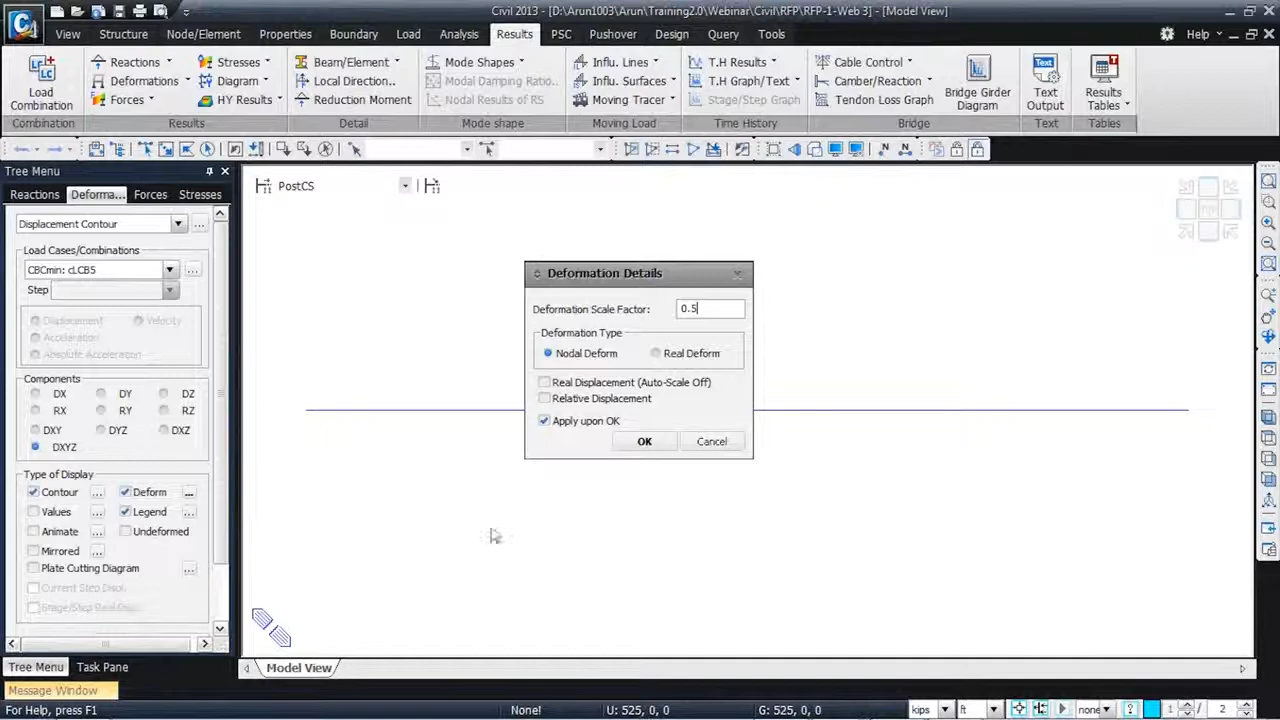 Civil 2013 - [D:\Arun1003\Arun\Training2.0\Webinar\Civil\RFP\RFP-1-Web 3] - [Model View]
View Structure Node/Element Properties Boundary Load Analysis Results PSC Pushover Design Query Tools Help
Load Combination
Combination
Reactions
Deformations
Forces
Stresses
Diagram
HY Results
Results
Beam/Element
Local Direction..
Reduction Moment
Detail
Mode Shapes
Modal Damping Ratio..
Nodal Results of RS
Mode shape
Influ. Lines
Influ. Surfaces
Moving Tracer
Moving Load
T.H Results
T.H Graph/Text
Stage/Step Graph
Time History
Cable Control
Camber/Reaction
Tendon Loss Graph
Bridge Girder Diagram
Bridge
Text Output
Text
Results Tables
Tables
Tree Menu
Reactions Deforma... Forces Stresses
Displacement Contour
Load Cases/Combinations
CBCmin: cLCB5
Step
Displacement Velocity
Acceleration
Absolute Acceleration
Components
DX DY DZ
RX RY RZ
DXY DYZ DXZ
DXYZ
Type of Display
Contour Deform
Values Legend
Animate Undeformed
Mirrored
Plate Cutting Diagram
PostCS
Deformation Details
Deformation Scale Factor: 0.5
Deformation Type
Nodal Deform Real Deform
Real Displacement (Auto-Scale Off)
Relative Displacement
Apply upon OK
OK Cancel
Tree Menu Task Pane
Model View
Message Window
For Help, press F1 None! U: 525, 0, 0 G: 525, 0, 0 kips ft none 1 / 2